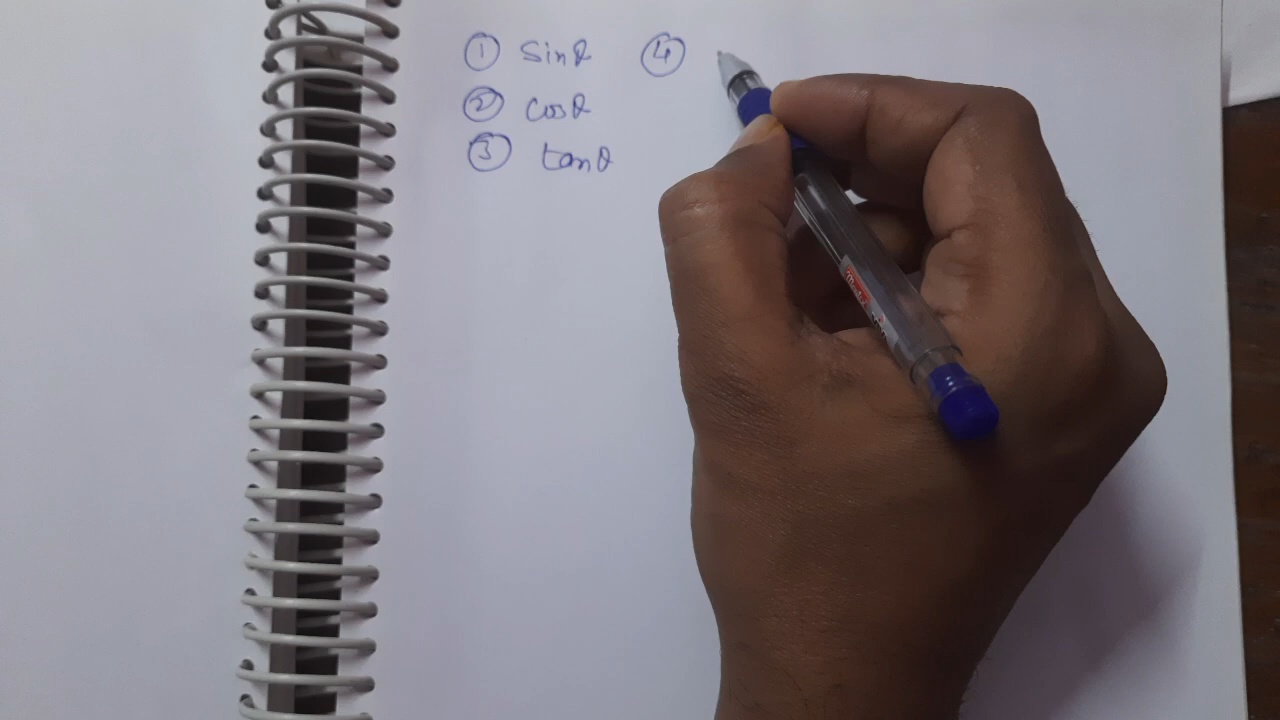 ① sinθ ④
② cosθ
③ tanθ